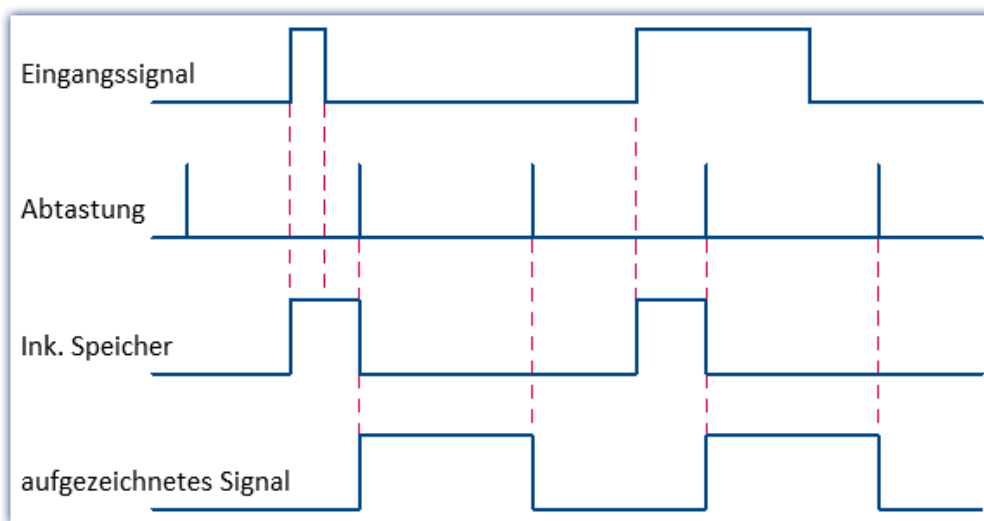 Eingangssignal
Abtastung
Ink. Speicher
aufgezeichnetes Signal